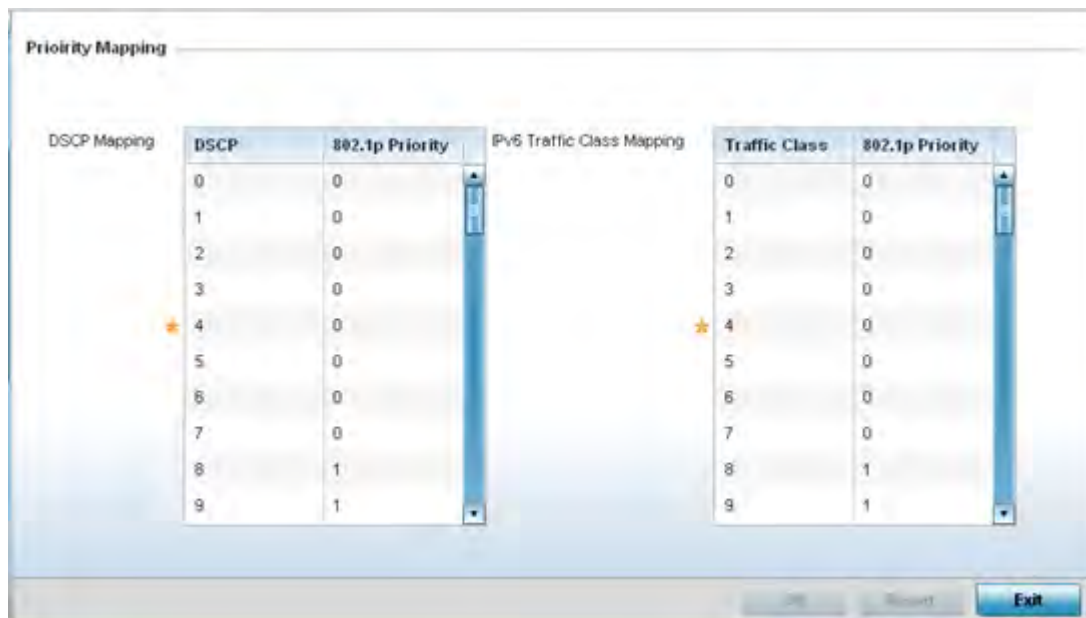 Prioirity Mapping
DSCP Mapping
DSCP 802.1p Priority
0 0
1 0
2 0
3 0
* 4 0
5 0
6 0
7 0
8 1
9 1
IPv6 Traffic Class Mapping
Traffic Class 802.1p Priority
0 0
1 0
2 0
3 0
* 4 0
5 0
6 0
7 0
8 1
9 1
Exit